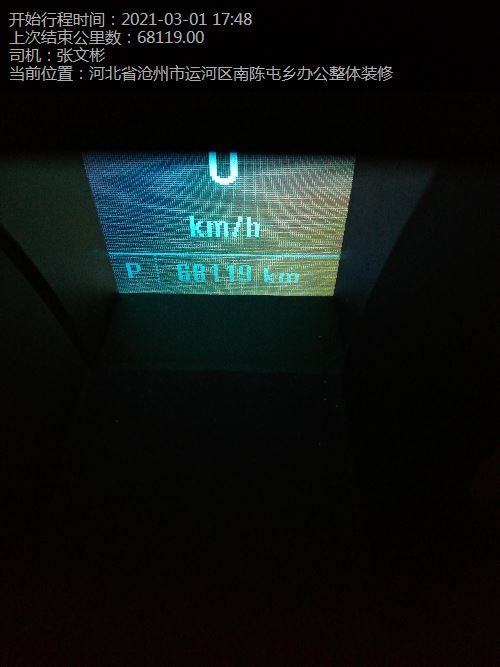 开始行程时间：2021-03-01 17:48
上次结束公里数：68119.00
司机：张文彬
当前位置：河北省沧州市运河区南陈屯乡办公整体装修
0
km/h
P 68119 km